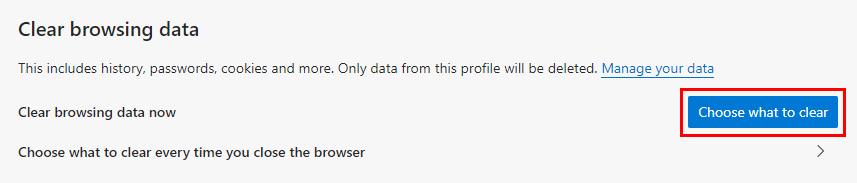 Clear browsing data
This includes history, passwords, cookies and more. Only data from this profile will be deleted. Manage your data
Clear browsing data now
Choose what to clear
Choose what to clear every time you close the browser